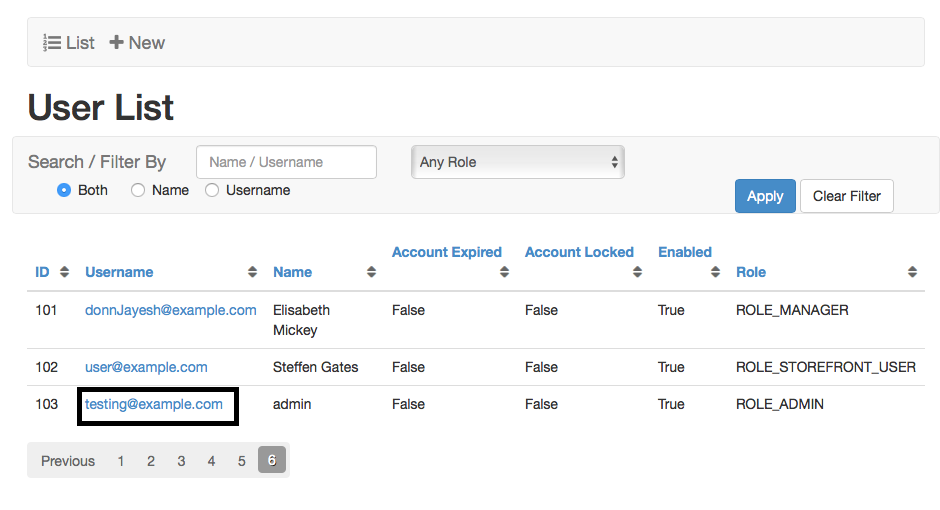 List New
User List
Search / Filter By Name / Username Any Role
Both Name Username
Apply Clear Filter
Account Expired Account Locked Enabled
ID Username Name Role
101 donnJayesh@example.com Elisabeth Mickey False False True ROLE_MANAGER
102 user@example.com Steffen Gates False False True ROLE_STOREFRONT_USER
103 testing@example.com admin False False True ROLE_ADMIN
Previous 1 2 3 4 5 6